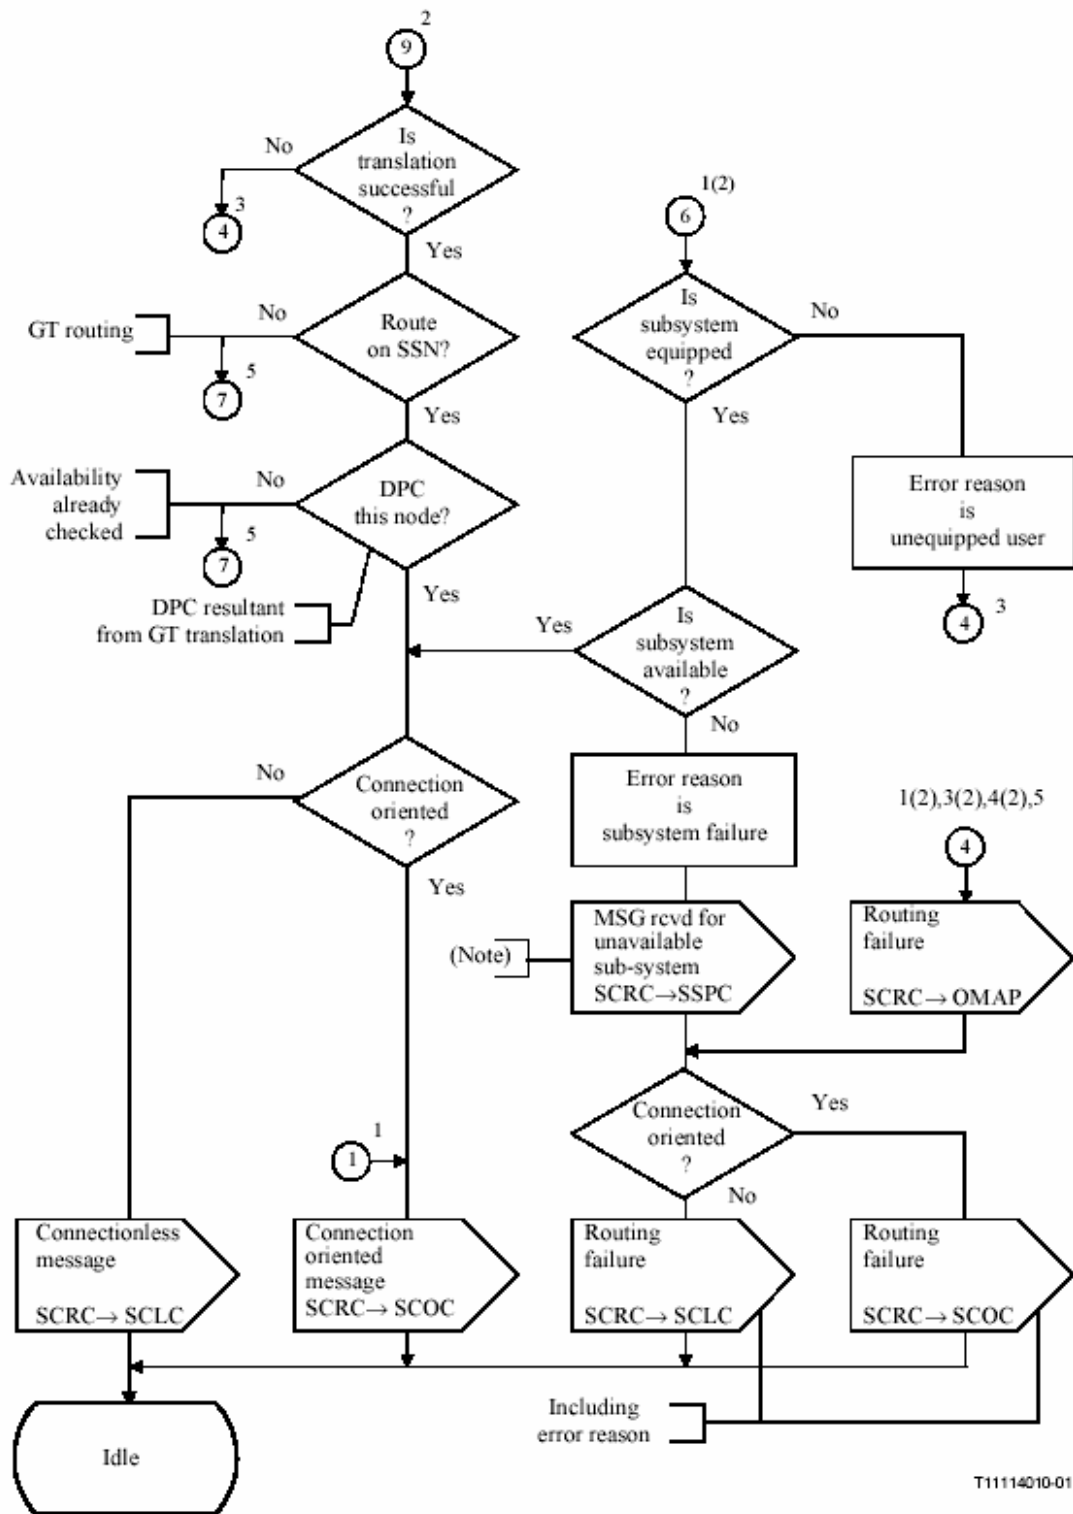 2
9
Is
translation
successful
?
No
3
4
Yes
1(2)
6
Is
subsystem
equipped
?
No
Yes
GT routing
No
Route
on SSN?
5
7
Yes
Availability
already
checked
No
DPC
this node?
5
7
Yes
DPC resultant
from GT translation
Error reason
is
unequipped user
3
4
Yes
Is
subsystem
available
?
No
No
Connection
oriented
?
Yes
Error reason
is
subsystem failure
1(2),3(2),4(2),5
4
(Note)
MSG rcvd for
unavailable
sub-system
SCRC→SSPC
Routing
failure
SCRC→ OMAP
Connection
oriented
?
Yes
No
1
1
Connectionless
message
SCRC→ SCLC
Connection
oriented
message
SCRC→ SCOC
Routing
failure
SCRC→ SCLC
Routing
failure
SCRC→ SCOC
Including
error reason
Idle
T11114010-01